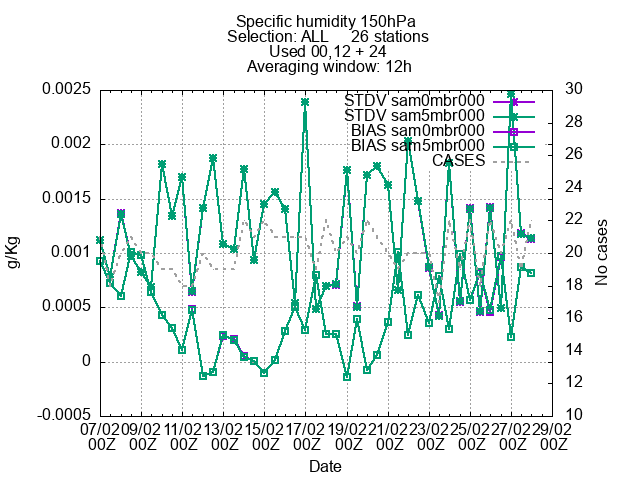 Specific humidity 150hPa
Selection: ALL 26 stations
Used 00,12 + 24
Averaging window: 12h
0.0025
0.002
0.0015
0.001
0.0005
0
-0.0005
g/Kg
STDV sam0mbr000
STDV sam5mbr000
BIAS sam0mbr000
BIAS sam5mbr000
CASES
30
28
26
24
22
20
18
16
14
12
10
No cases
07/02 09/02 11/02 13/02 15/02 17/02 19/02 21/02 23/02 25/02 27/02 29/02
00Z 00Z 00Z 00Z 00Z 00Z 00Z 00Z 00Z 00Z 00Z 00Z
Date